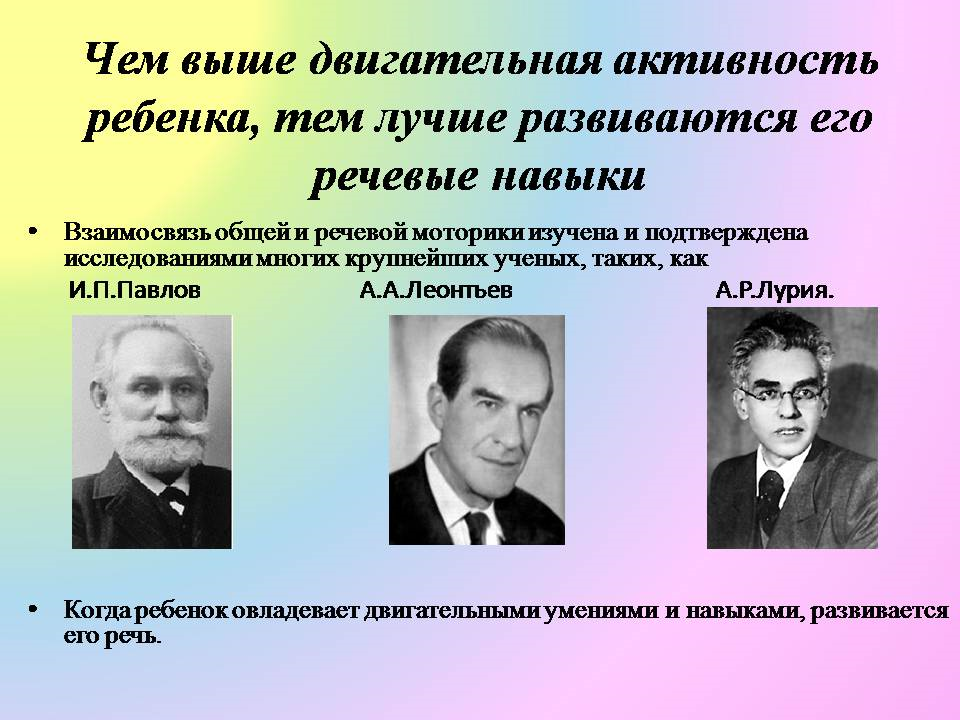 Чем выше двигательная активность
ребенка, тем лучше развиваются его
речевые навыки
• Взаимосвязь общей и речевой моторики изучена и подтверждена
исследованиями многих крупнейших ученых, таких, как
И.П.Павлов А.А.Леонтьев А.Р.Лурия.
• Когда ребенок овладевает двигательными умениями и навыками, развивается
его речь.